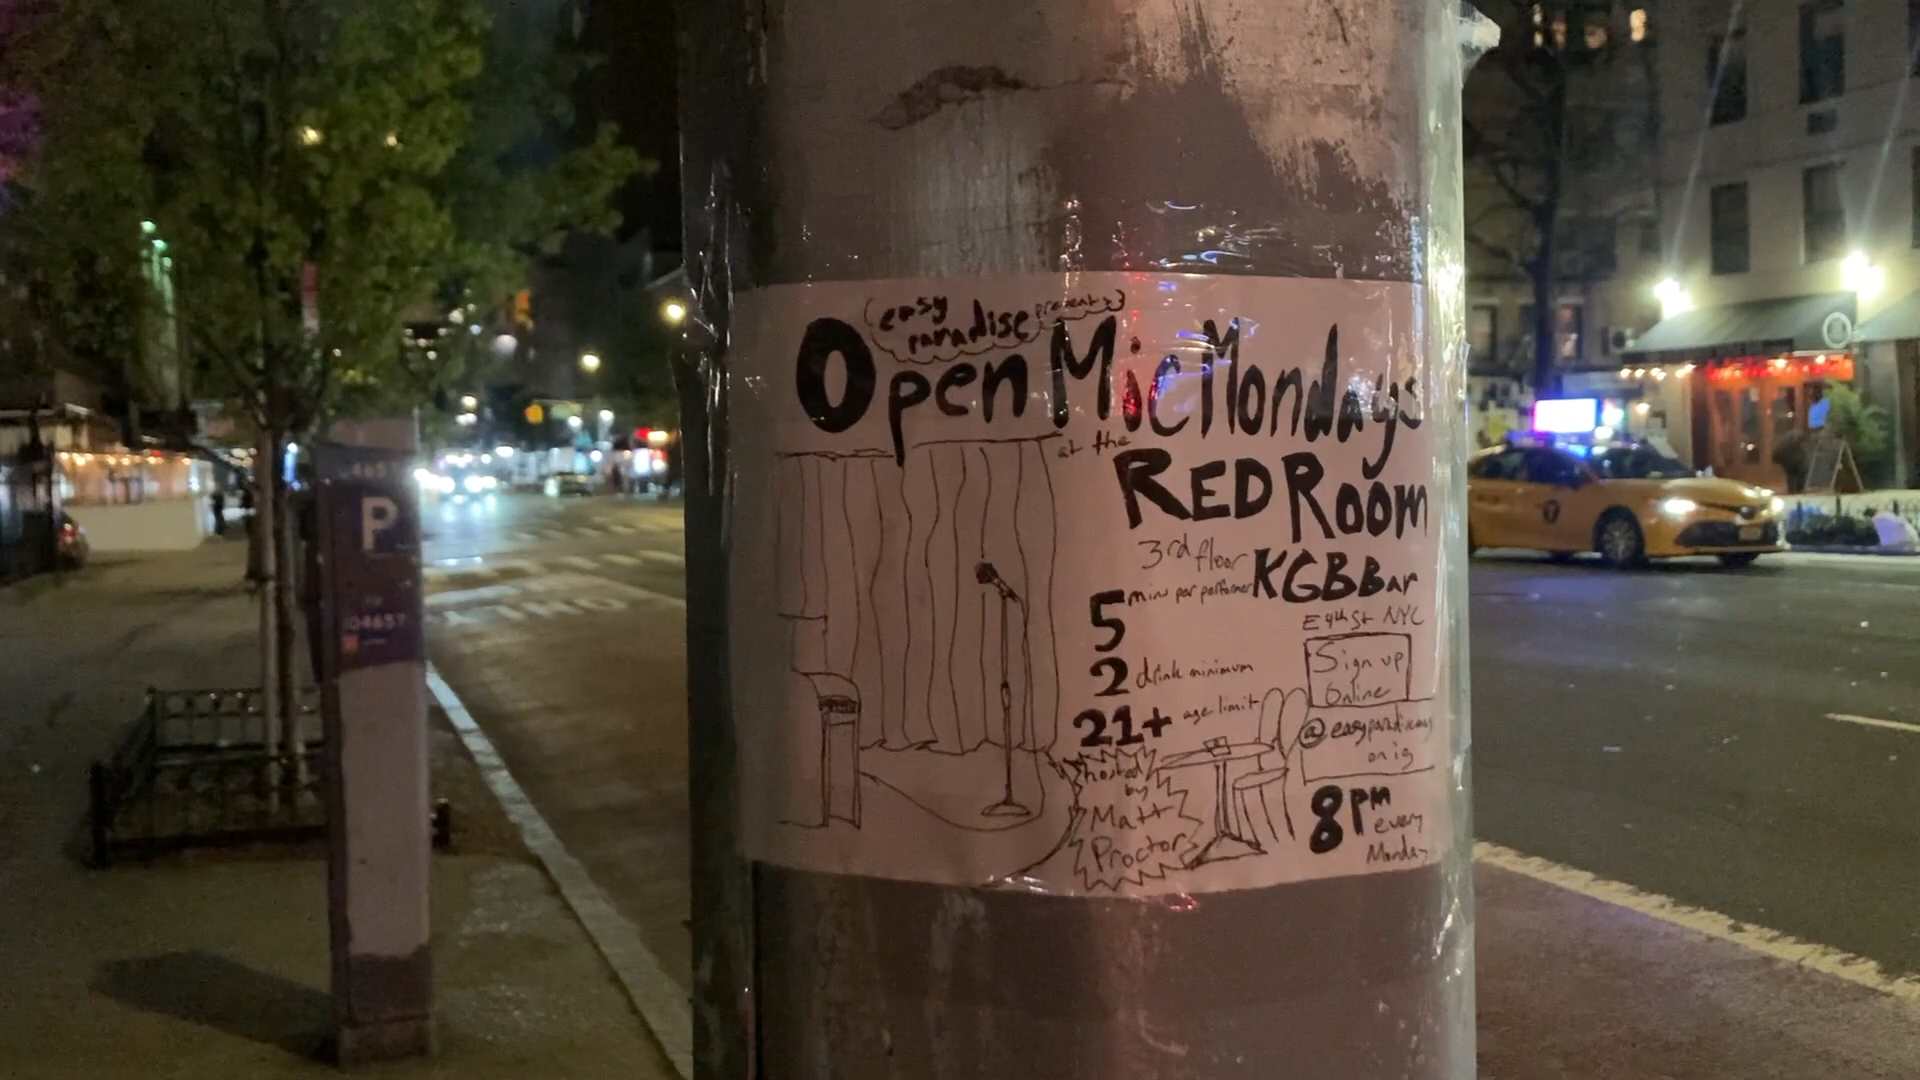 easy
paradise presents
Open Mic Mondays
at the
RED ROOM
3rd floor KGB Bar
E 4th St NYC
5 mins per performer
2 drink minimum
21+ age limit
Sign up
Online
on ig
hosted
by
Matt
Proctor
8pm
every
Monday
P